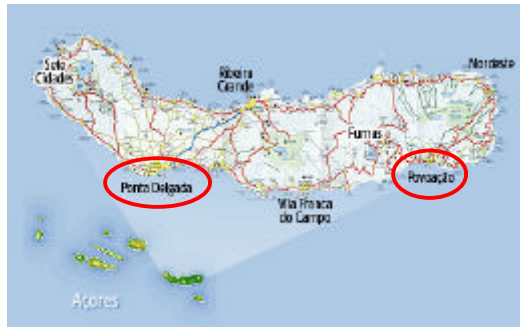 Sete
Cidades
Ribeira
Grande
Nordeste
Furnas
Ponta Delgada
Povoação
Vila Franca
do Campo
Açores